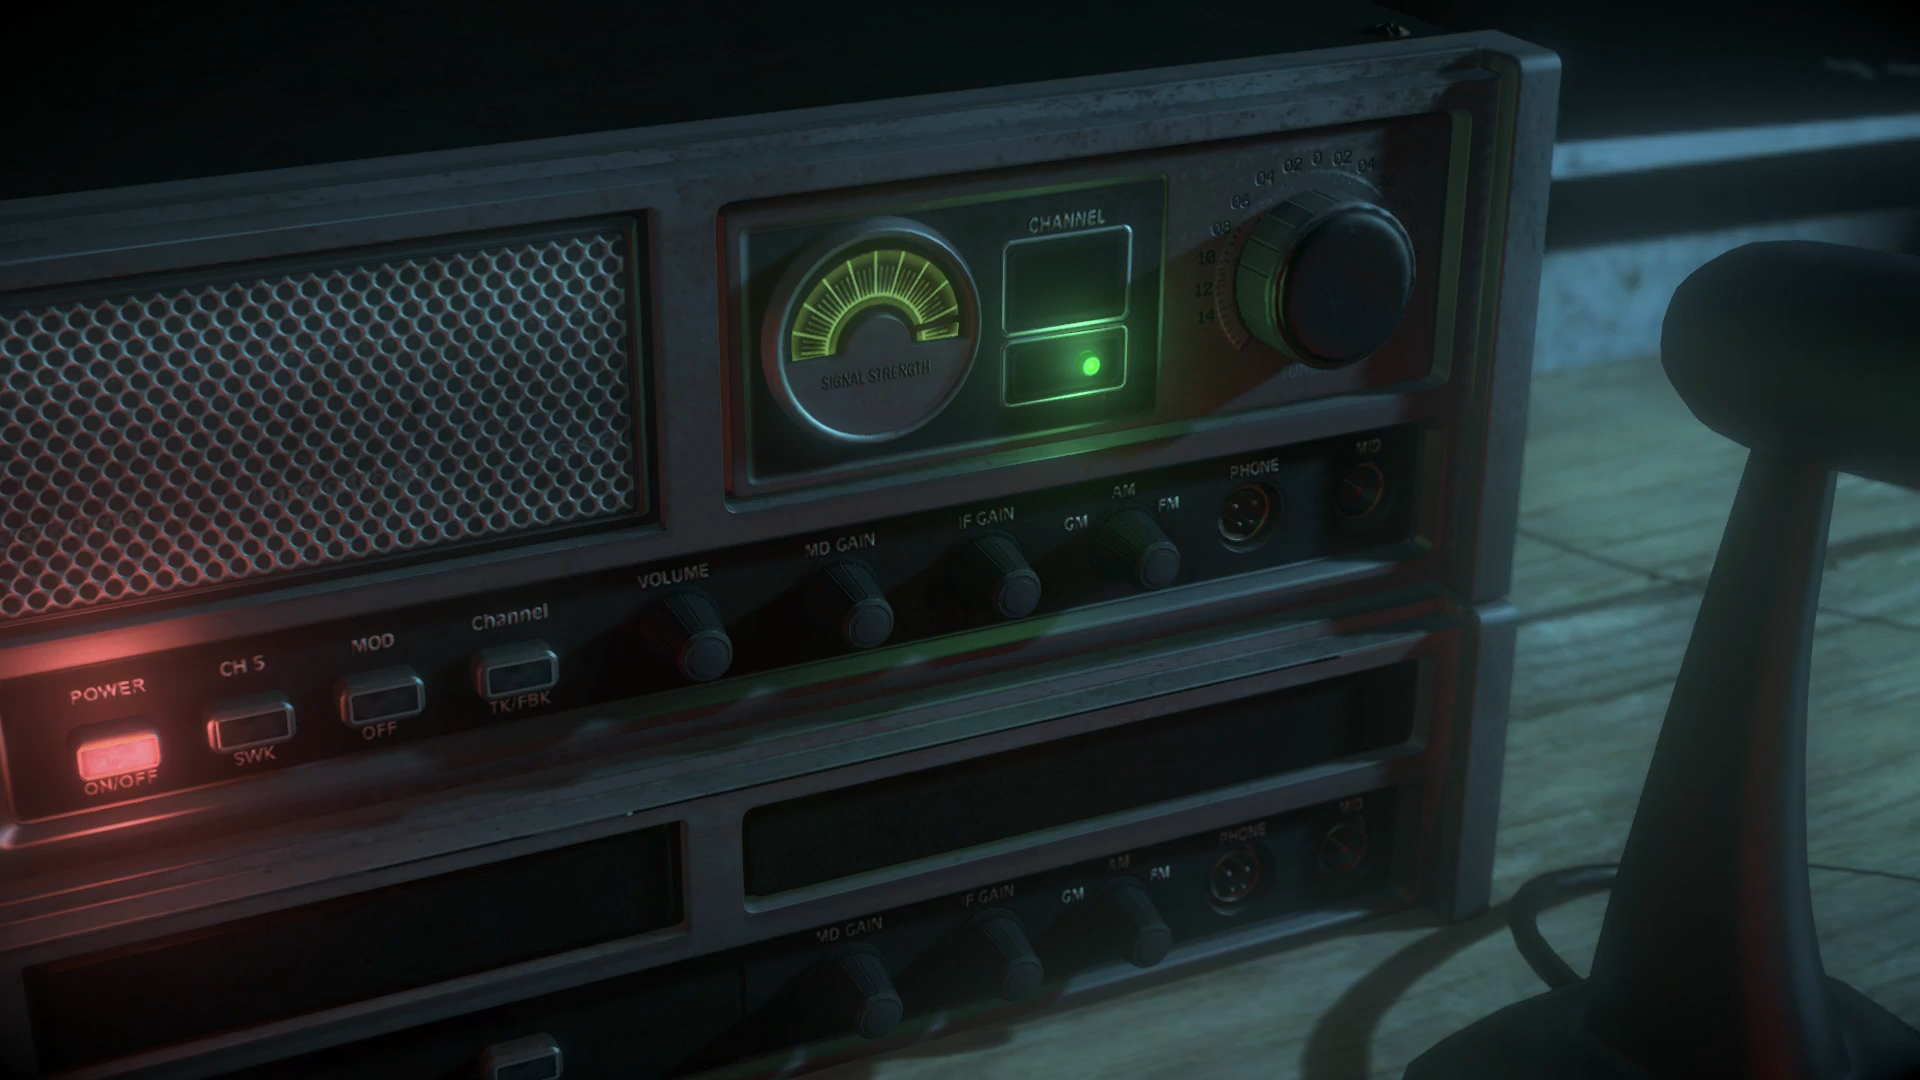 CHANNEL
SIGNAL STRENGTH
14 12 10 08 06 04 02 0 02 04
POWER
ON/OFF
CH 5
SWK
MOD
OFF
Channel
TK/FBK
VOLUME
MD GAIN
IF GAIN
GM AM FM
PHONE
MID
MD GAIN
IF GAIN
GM AM FM
PHONE
MID